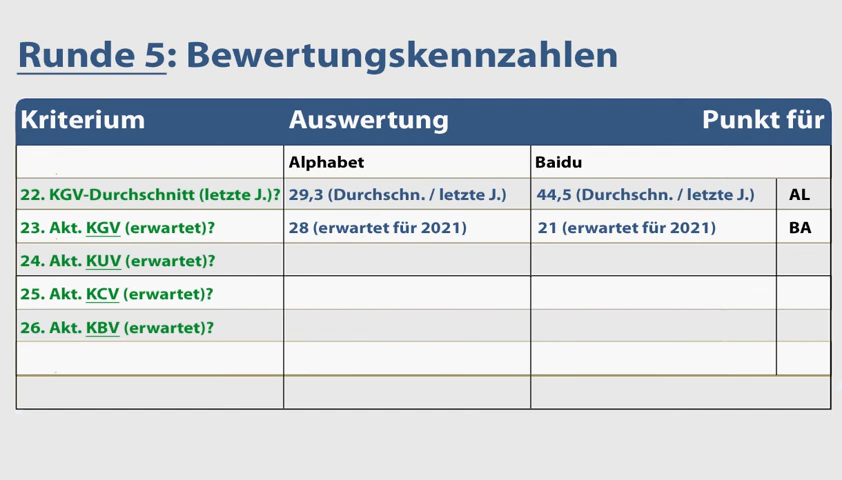 Runde 5: Bewertungskennzahlen
Kriterium Auswertung Punkt für
Alphabet Baidu
22. KGV-Durchschnitt (letzte J.)? 29,3 (Durchschn. / letzte J.) 44,5 (Durchschn. / letzte J.) AL
23. Akt. KGV (erwartet)? 28 (erwartet für 2021) 21 (erwartet für 2021) BA
24. Akt. KUV (erwartet)?
25. Akt. KCV (erwartet)?
26. Akt. KBV (erwartet)?